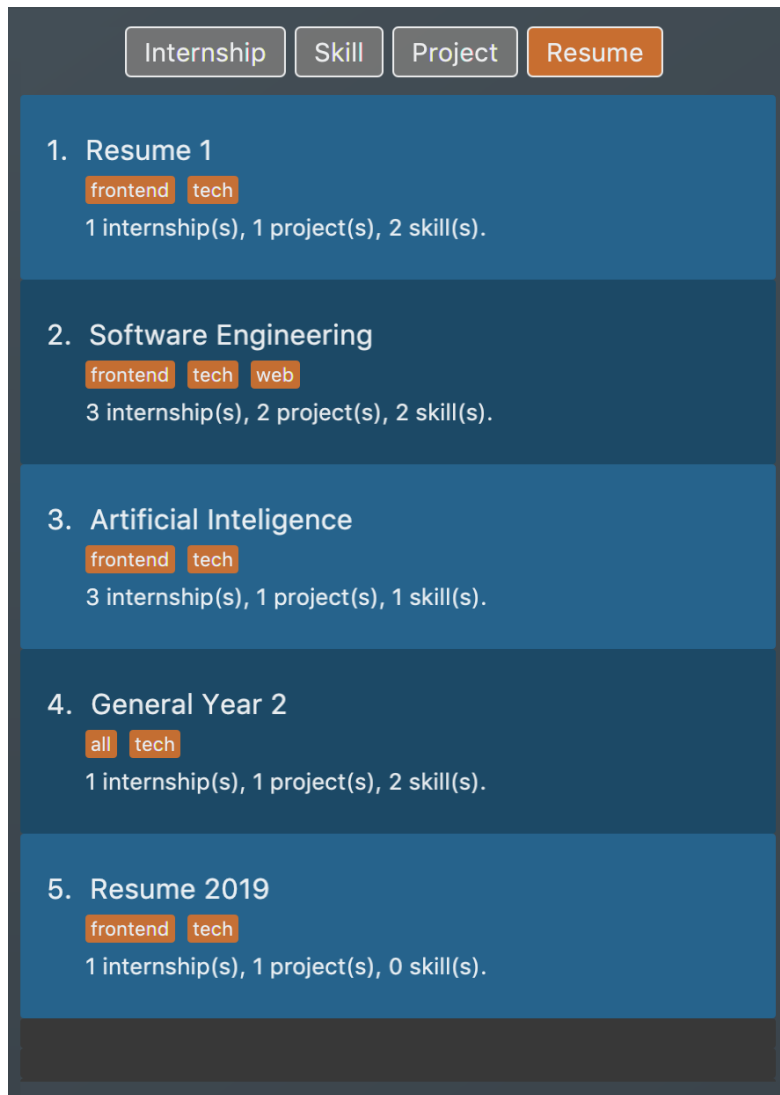 Internship Skill Project Resume
1. Resume 1
frontend tech
1 internship(s), 1 project(s), 2 skill(s).
2. Software Engineering
frontend tech web
3 internship(s), 2 project(s), 2 skill(s).
3. Artificial Inteligence
frontend tech
3 internship(s), 1 project(s), 1 skill(s).
4. General Year 2
all tech
1 internship(s), 1 project(s), 2 skill(s).
5. Resume 2019
frontend tech
1 internship(s), 1 project(s), 0 skill(s).